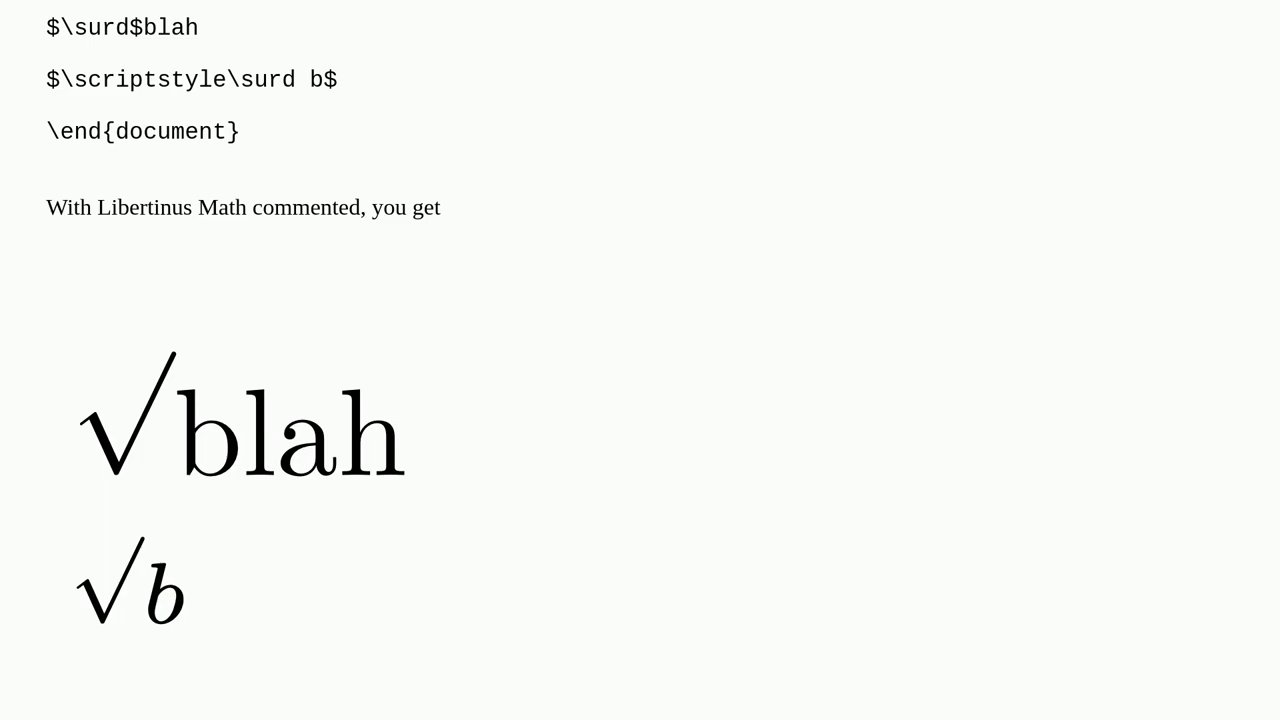 $\surd$blah
$\scriptstyle\surd b$
\end{document}
With Libertinus Math commented, you get
√blah
√b